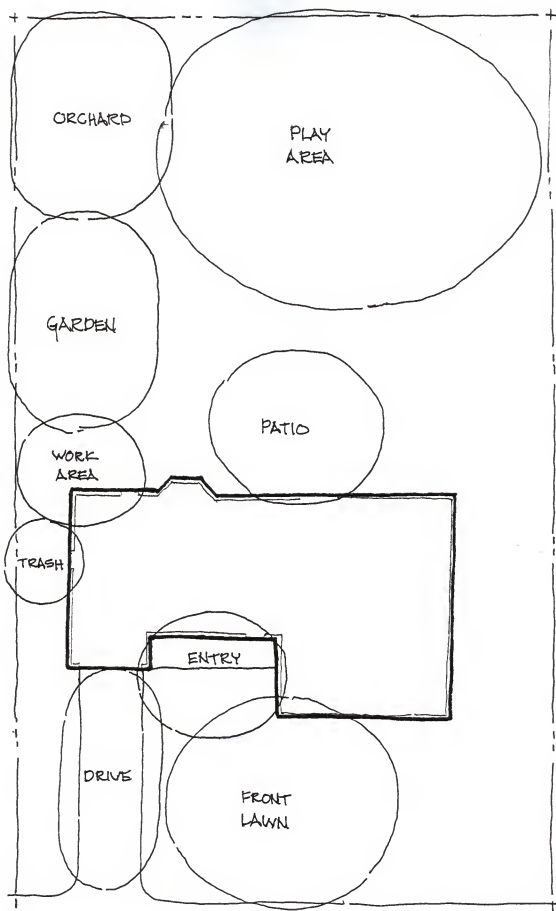 ORCHARD
PLAY
AREA
GARDEN
PATIO
WORK
AREA
TRASH
ENTRY
DRIVE
FRONT
LAWN